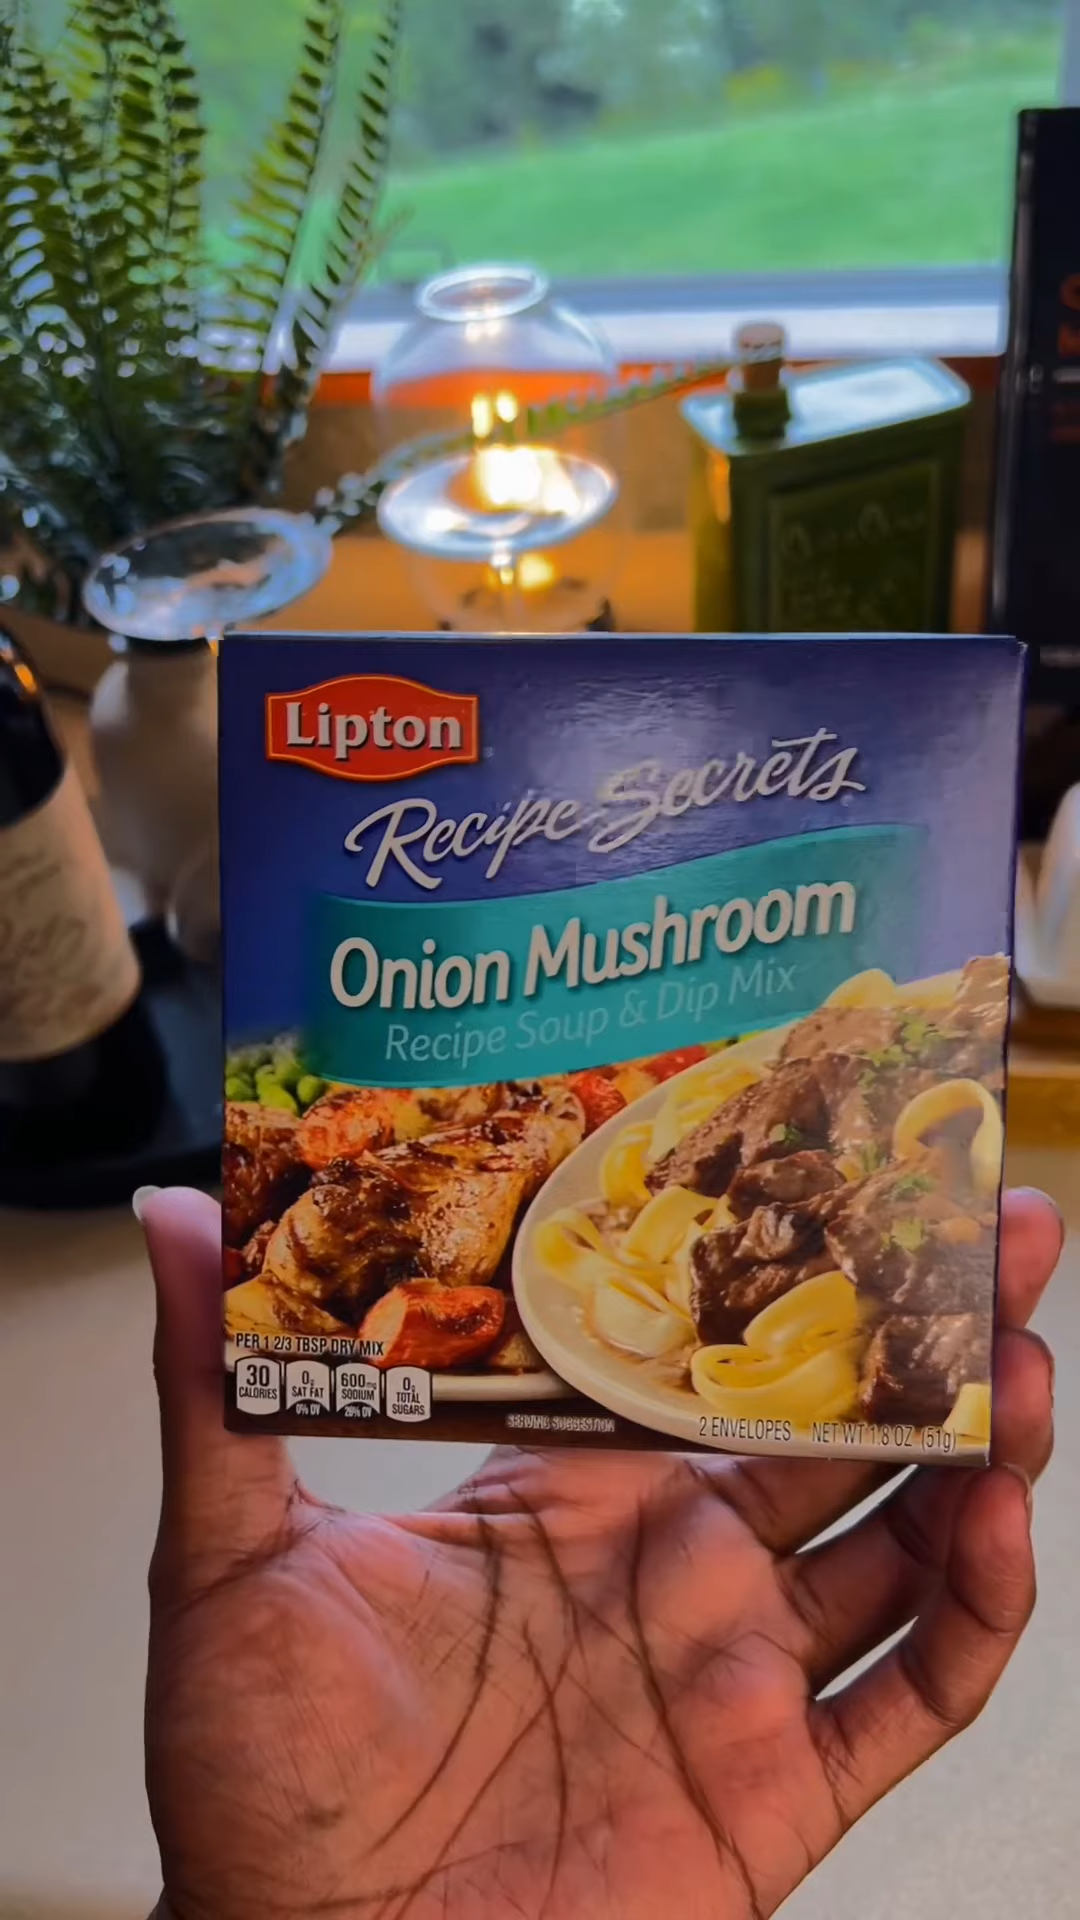 Lipton
Recipe Secrets
Onion Mushroom
Recipe Soup & Dip Mix
PER 1 2/3 TBSP DRY MIX
30 CALORIES
0g SAT FAT 0% DV
600mg SODIUM 26% DV
0g TOTAL SUGARS
SERVING SUGGESTION
2 ENVELOPES NET WT 1.8 OZ (51g)